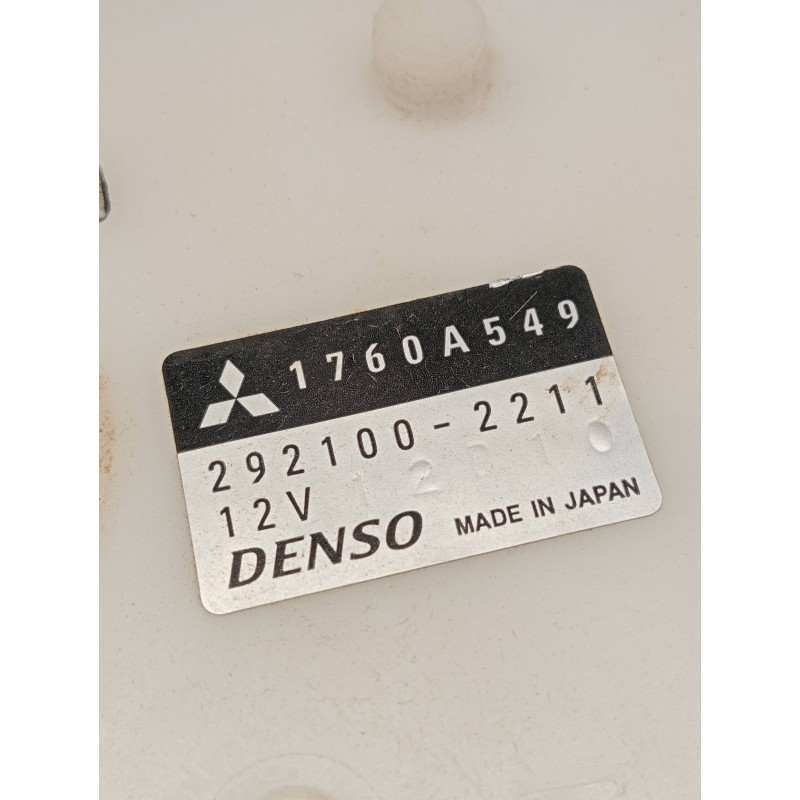 1760A549
292100-2211
12V
DENSO MADE IN JAPAN